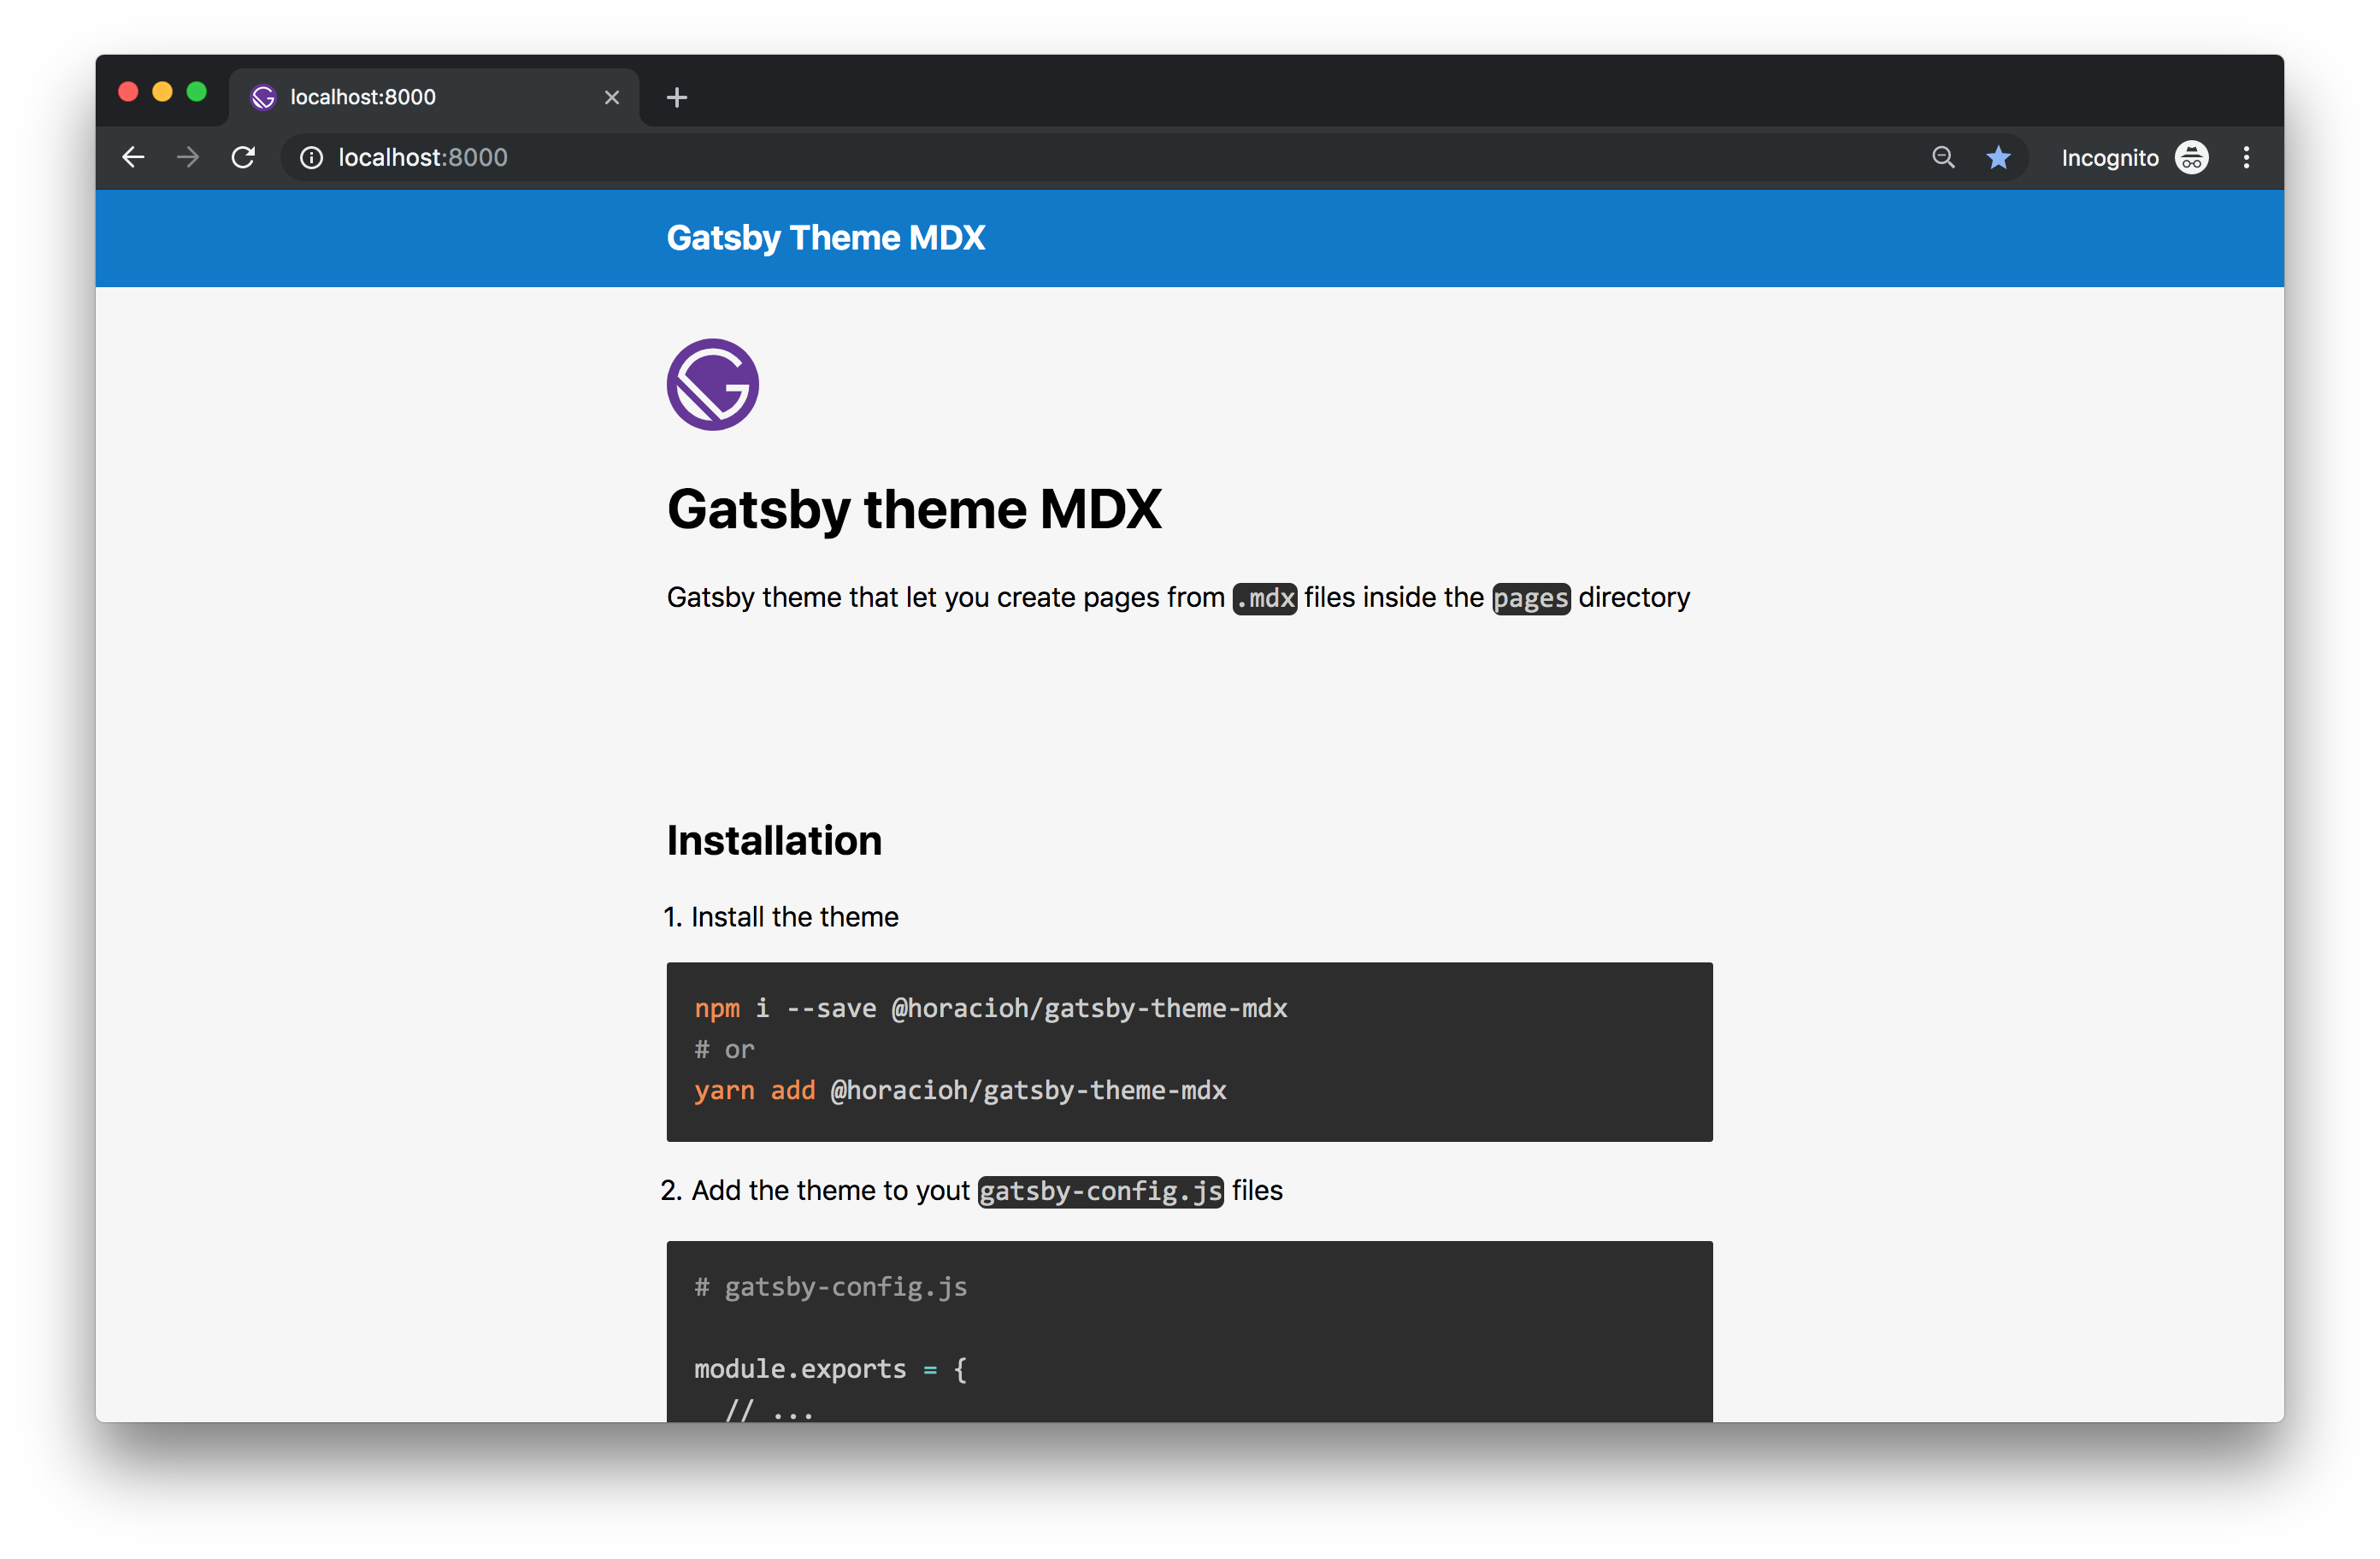 localhost:8000
localhost:8000
Incognito
Gatsby Theme MDX
Gatsby theme MDX
Gatsby theme that let you create pages from .mdx files inside the pages directory
Installation
1. Install the theme
npm i --save @horacioh/gatsby-theme-mdx
# or
yarn add @horacioh/gatsby-theme-mdx
2. Add the theme to yout gatsby-config.js files
# gatsby-config.js
module.exports = {
// ...